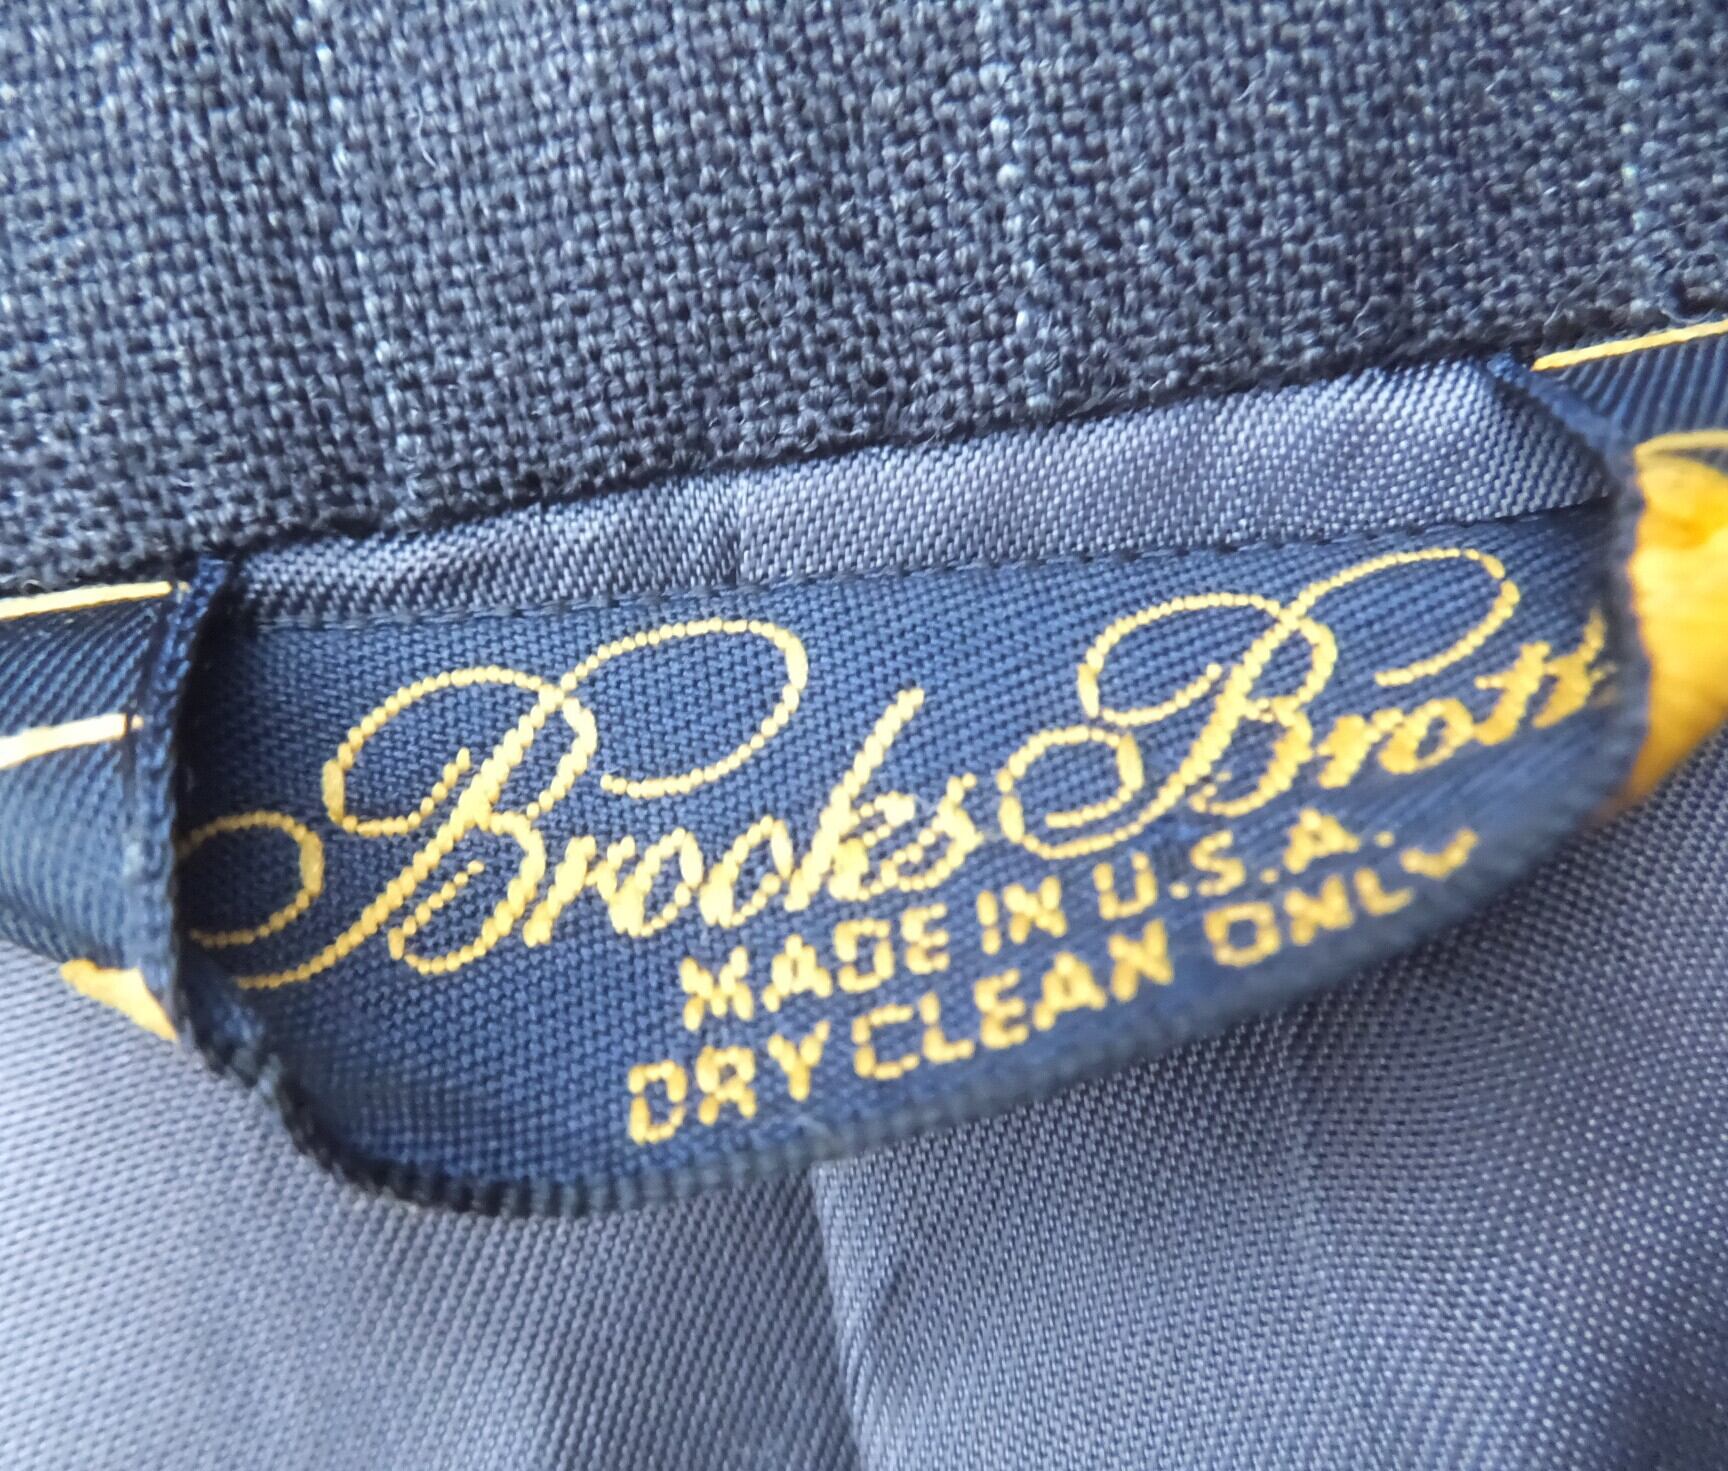 Brooks Broth
MADE IN U.S.A.
DRY CLEAN ONLY